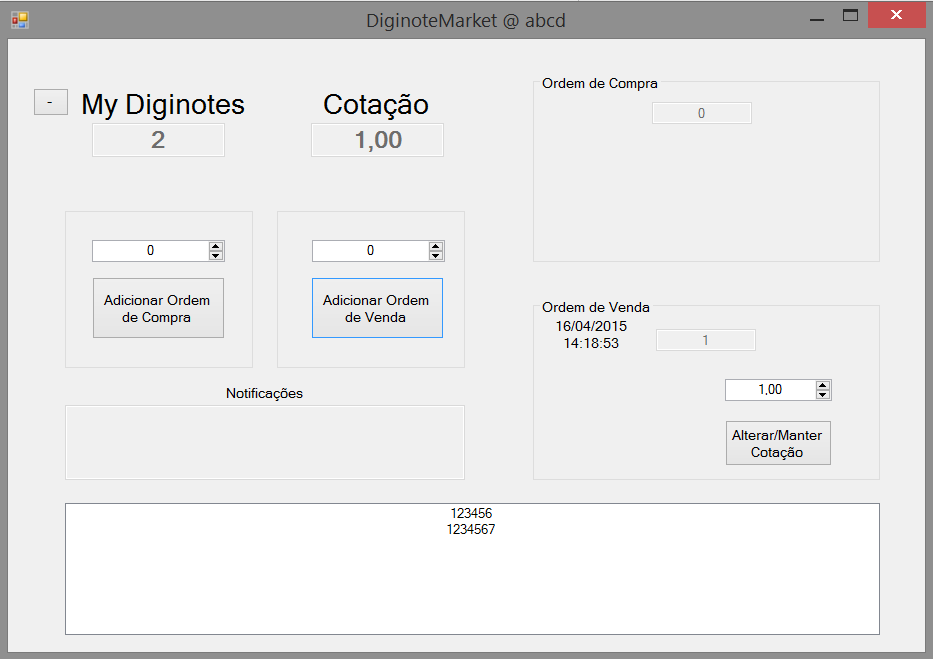 DiginoteMarket @ abcd
-
My Diginotes
2
Cotação
1,00
0
Adicionar Ordem
de Compra
0
Adicionar Ordem
de Venda
Notificações
Ordem de Compra
0
Ordem de Venda
16/04/2015
14:18:53
1
1,00
Alterar/Manter
Cotação
123456
1234567